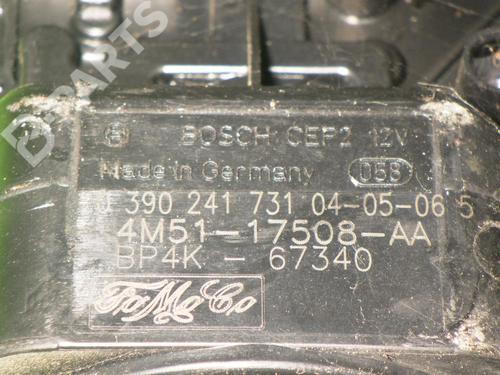 B-PARTS
BOSCH CEP2 12V
Made in Germany D58
390 241 731 04-05-06 5
4M51-17508-AA
BP4K - 67340
FoMoCo